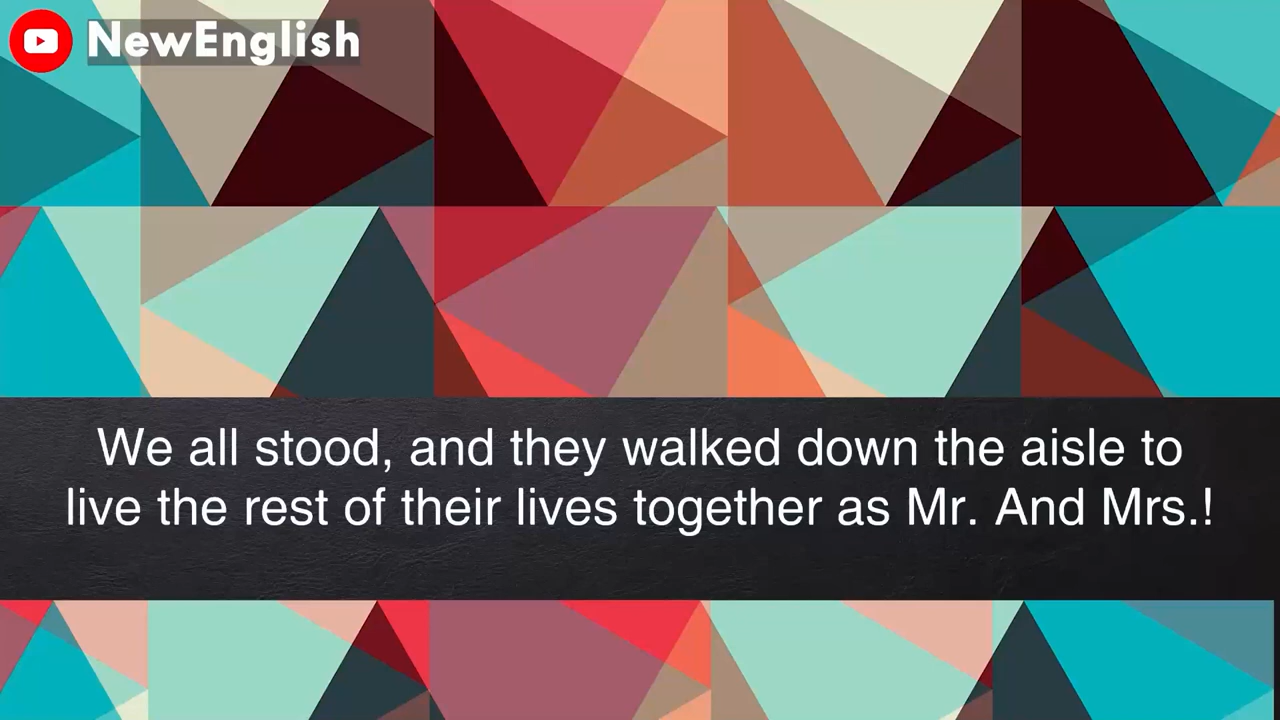 NewEnglish
We all stood, and they walked down the aisle to
live the rest of their lives together as Mr. And Mrs.!